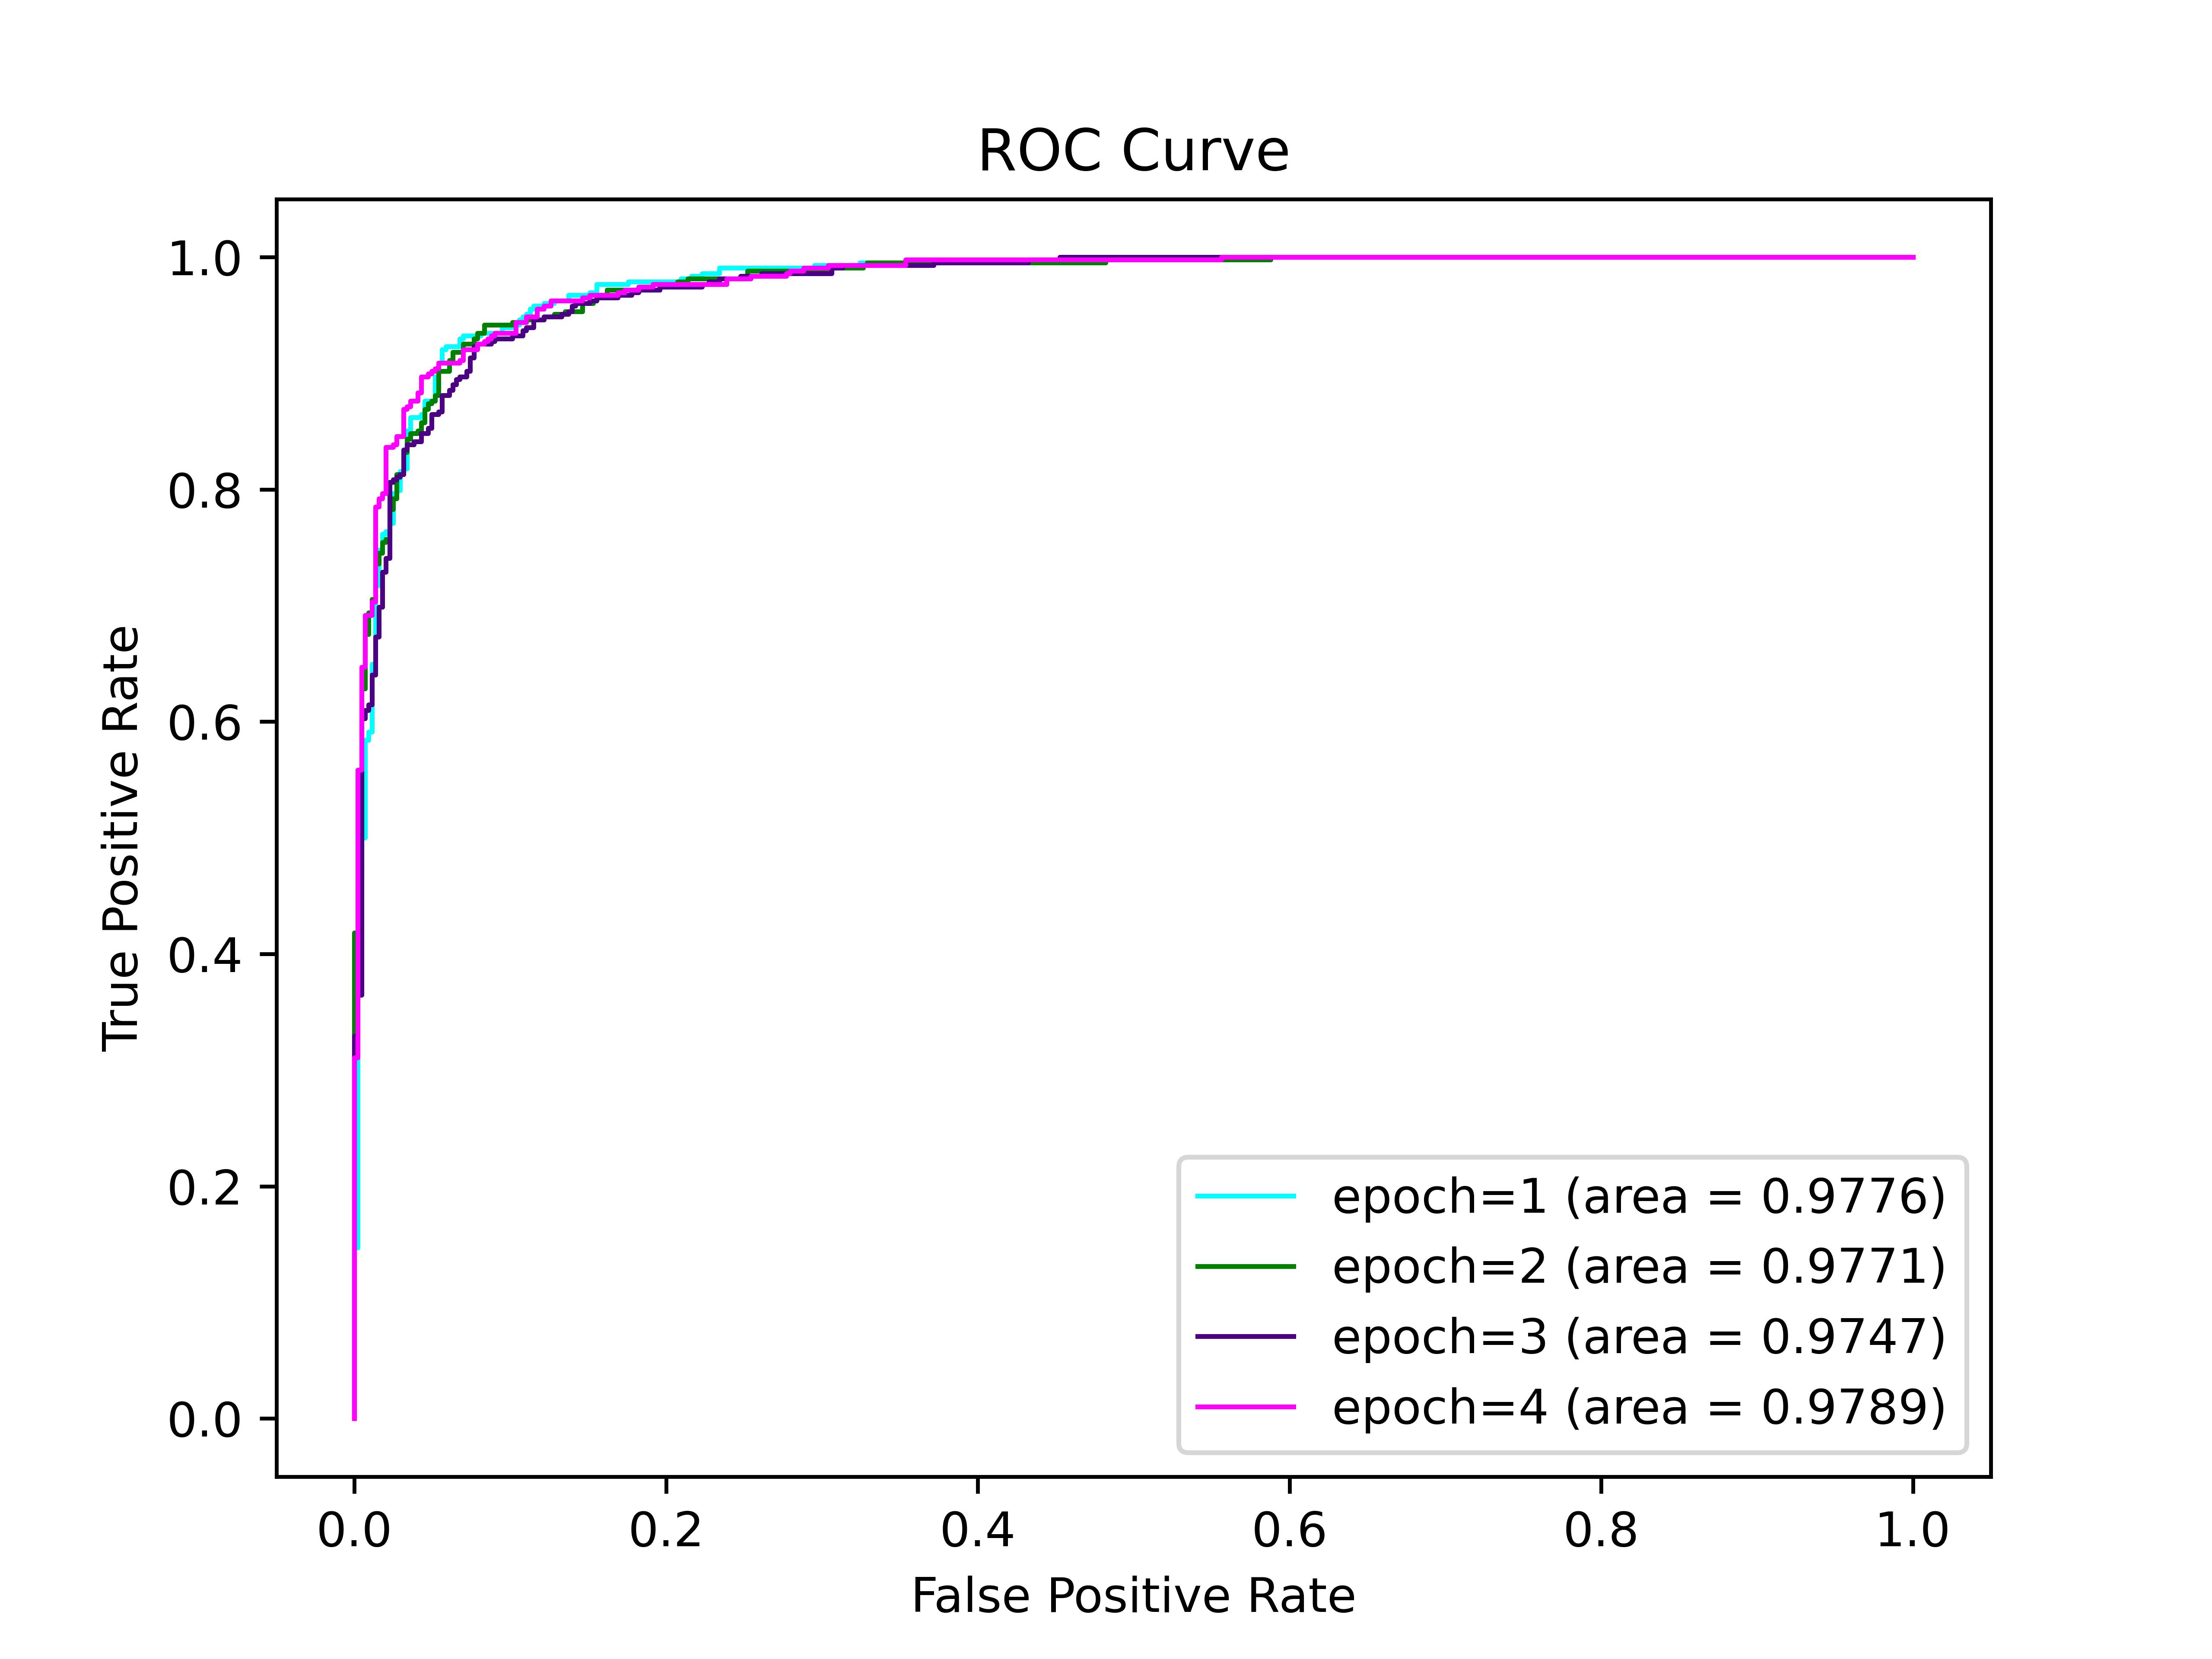 ROC Curve
1.0
0.8
0.6
0.4
0.2
0.0
True Positive Rate
epoch=1 (area = 0.9776)
epoch=2 (area = 0.9771)
epoch=3 (area = 0.9747)
epoch=4 (area = 0.9789)
0.0 0.2 0.4 0.6 0.8 1.0
False Positive Rate